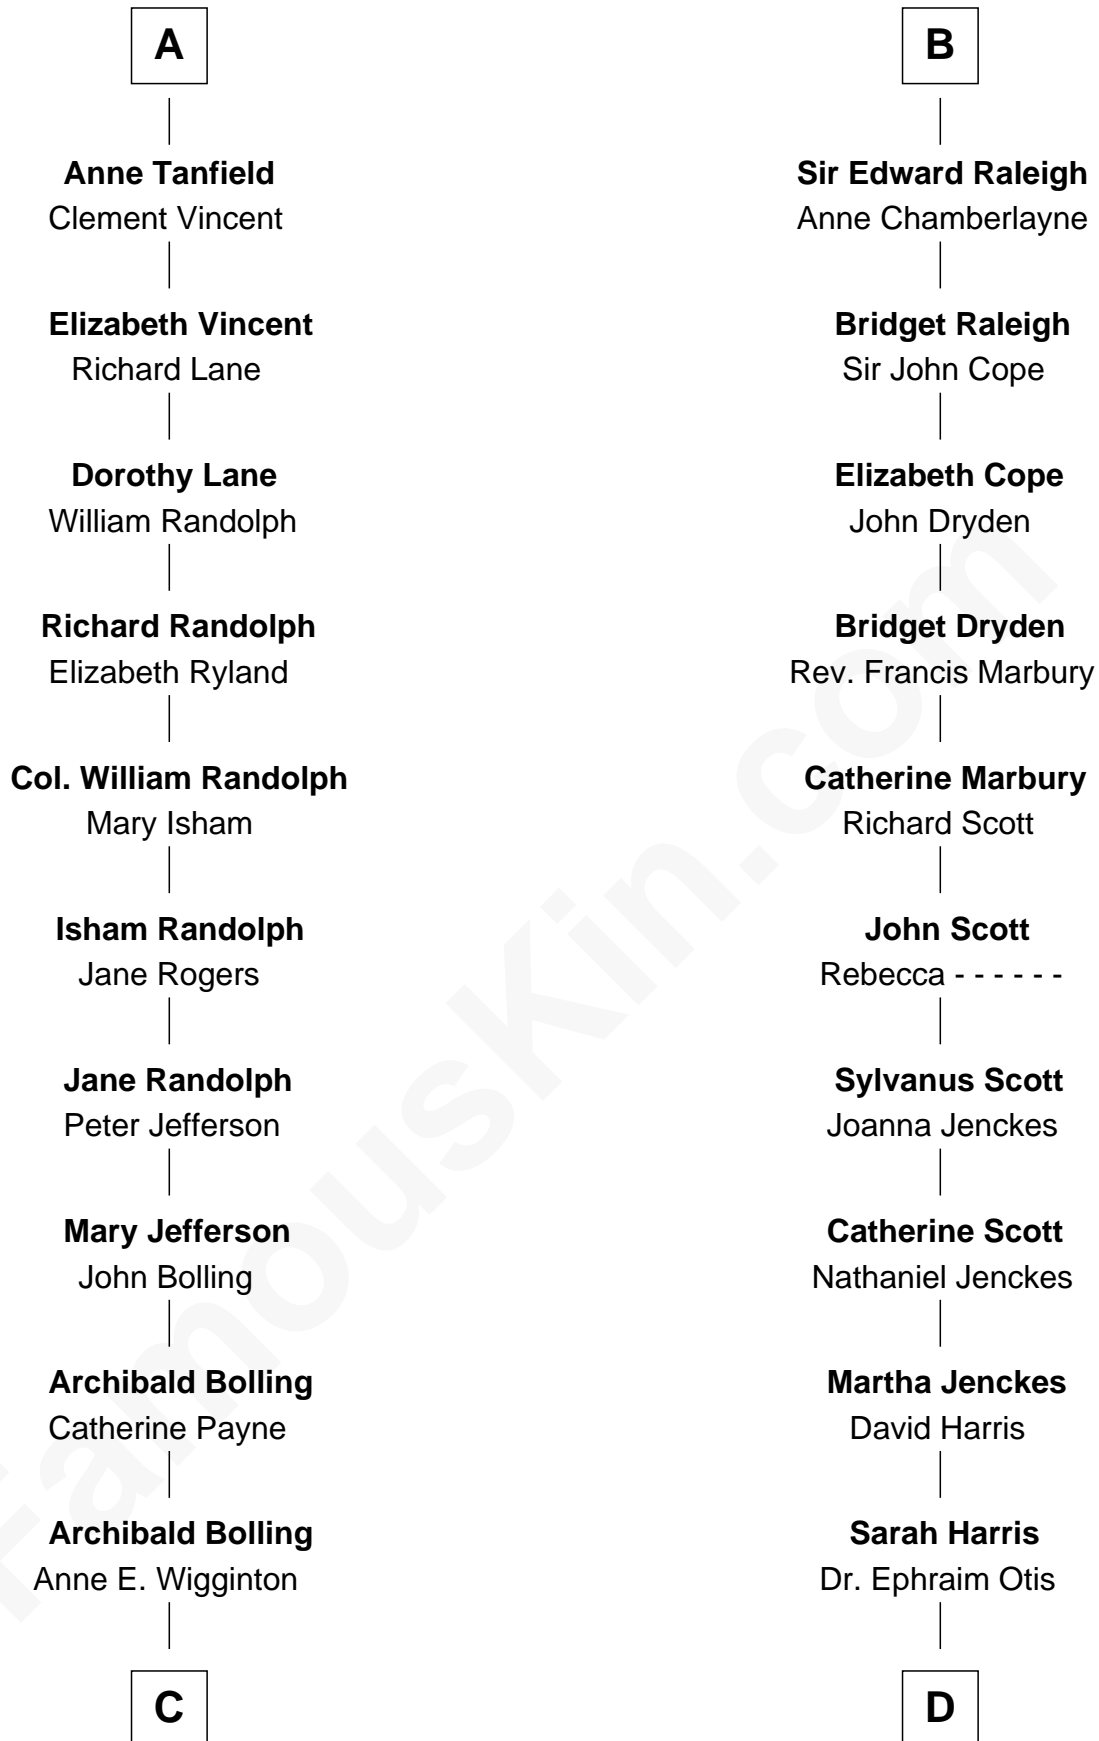 A
Anne Tanfield
Clement Vincent
Elizabeth Vincent
Richard Lane
Dorothy Lane
William Randolph
Richard Randolph
Elizabeth Ryland
Col. William Randolph
Mary Isham
Isham Randolph
Jane Rogers
Jane Randolph
Peter Jefferson
Mary Jefferson
John Bolling
Archibald Bolling
Catherine Payne
Archibald Bolling
Anne E. Wigginton
C
B
Sir Edward Raleigh
Anne Chamberlayne
Bridget Raleigh
Sir John Cope
Elizabeth Cope
John Dryden
Bridget Dryden
Rev. Francis Marbury
Catherine Marbury
Richard Scott
John Scott
Rebecca - - - - - -
Sylvanus Scott
Joanna Jenckes
Catherine Scott
Nathaniel Jenckes
Martha Jenckes
David Harris
Sarah Harris
Dr. Ephraim Otis
D
FamousKin.com